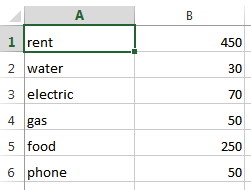 A B
1 rent 450
2 water 30
3 electric 70
4 gas 50
5 food 250
6 phone 50